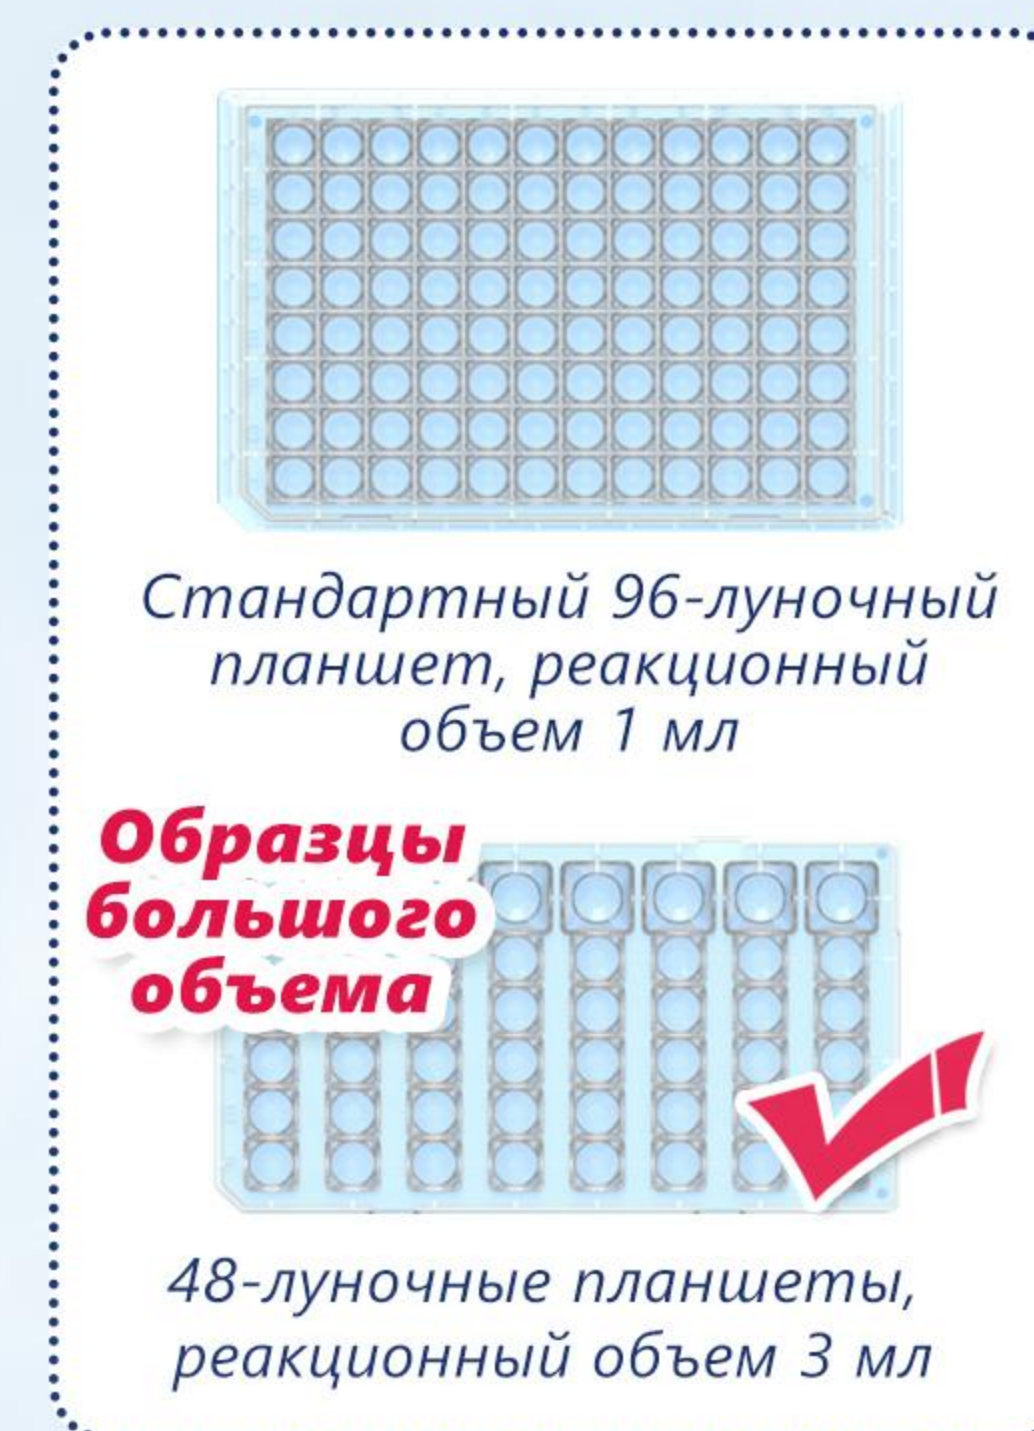 Стандартный 96-луночный
планшет, реакционный
объем 1 мл
Образцы
большого
объема
48-луночные планшеты,
реакционный объем 3 мл